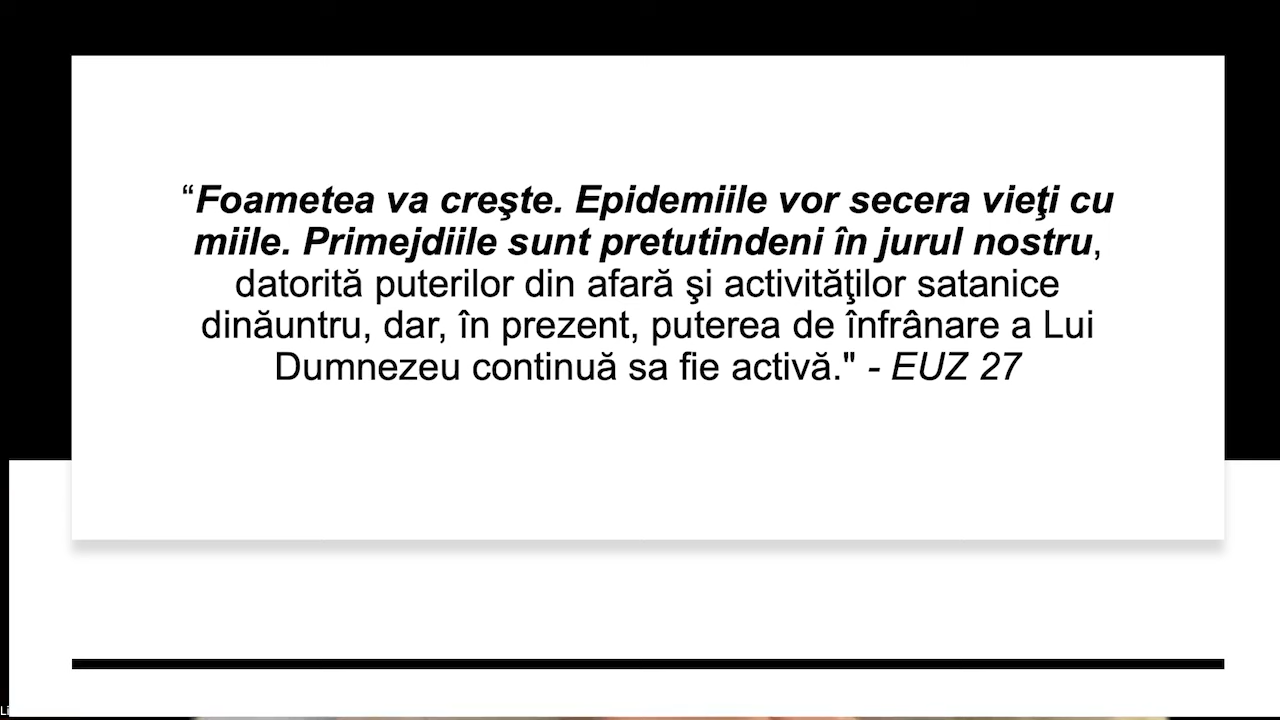 “Foametea va creşte. Epidemiile vor secera vieţi cu
miile. Primejdiile sunt pretutindeni în jurul nostru,
datorită puterilor din afară şi activităţilor satanice
dinăuntru, dar, în prezent, puterea de înfrânare a Lui
Dumnezeu continuă sa fie activă." - EUZ 27
Li